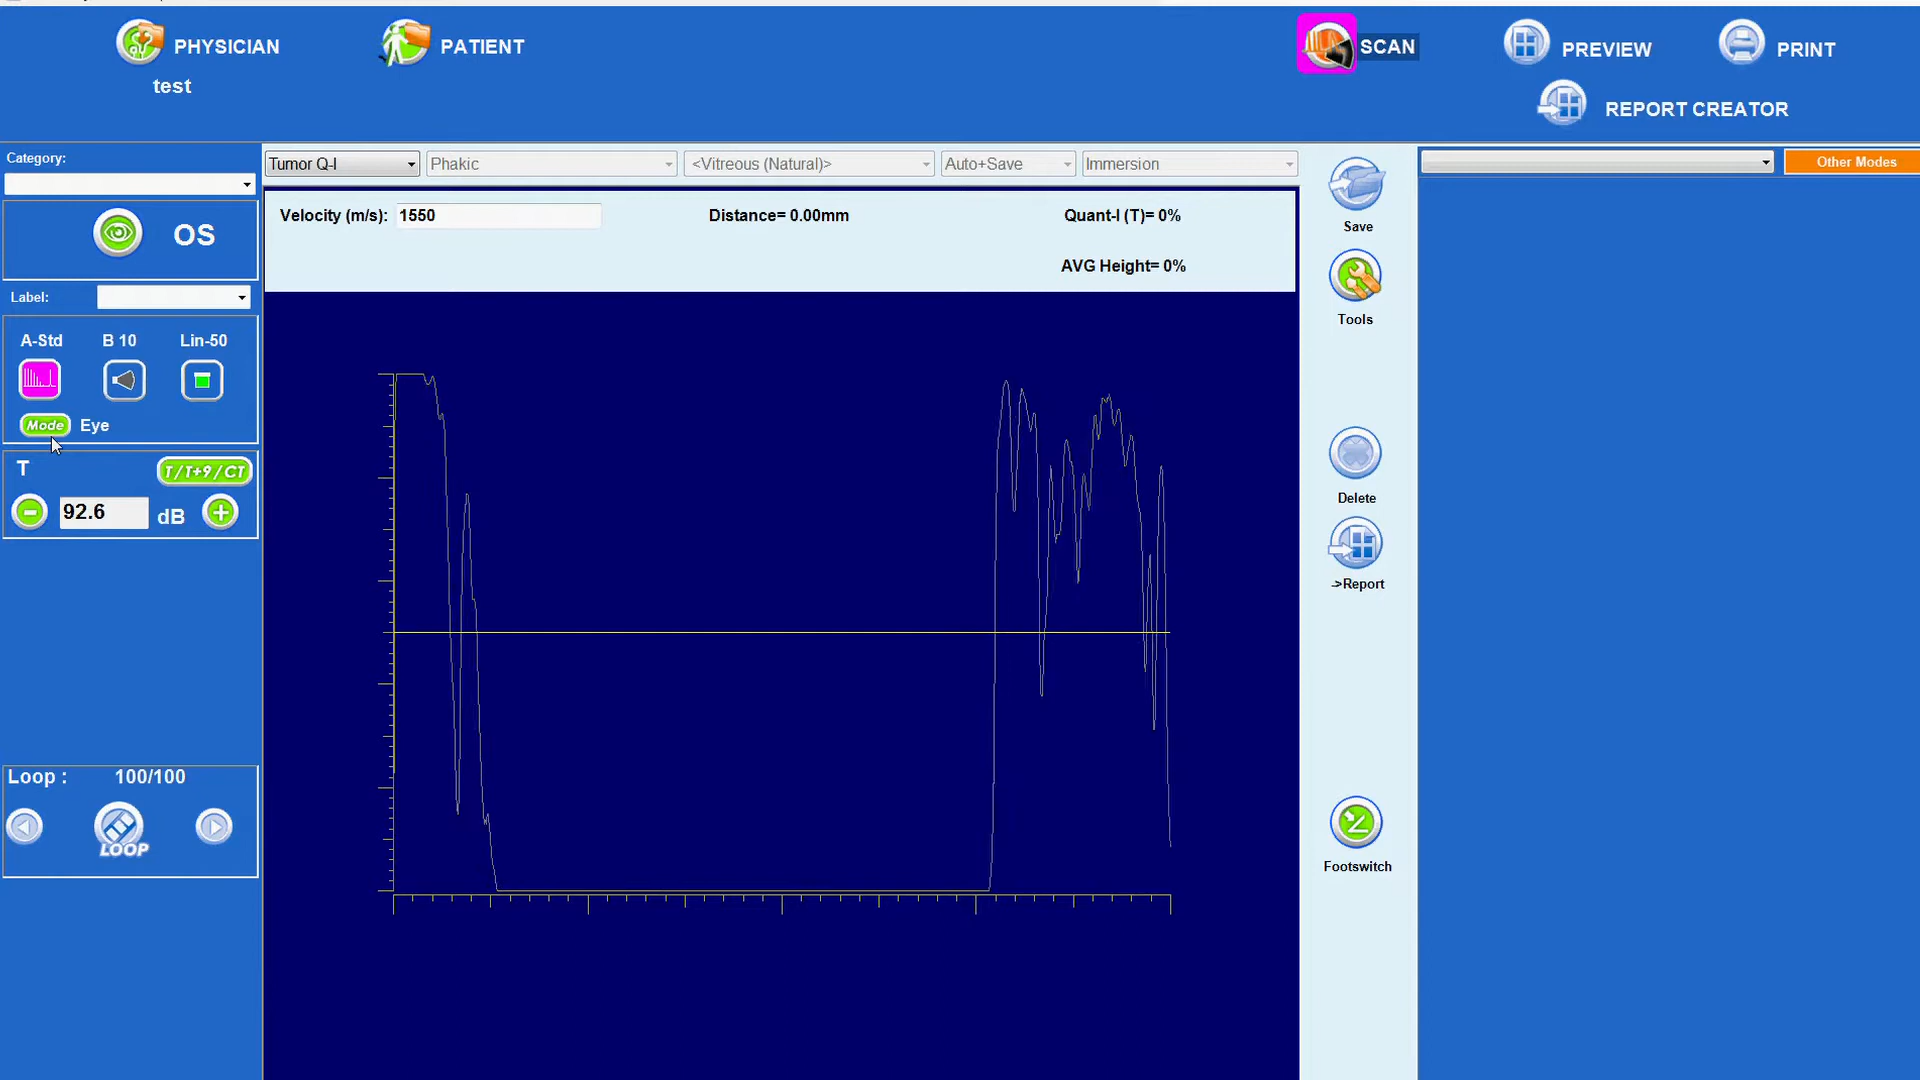 PHYSICIAN
test
PATIENT
SCAN
PREVIEW
PRINT
REPORT CREATOR
Category:
OS
Label:
A-Std
B 10
Lin-50
Mode
Eye
T
T/T+9/CT
92.6
dB
Loop :
100/100
LOOP
Tumor Q-I
Phakic
<Vitreous (Natural)>
Auto+Save
Immersion
Velocity (m/s):
1550
Distance= 0.00mm
Quant-I (T)= 0%
AVG Height= 0%
Save
Tools
Delete
->Report
Footswitch
Other Modes